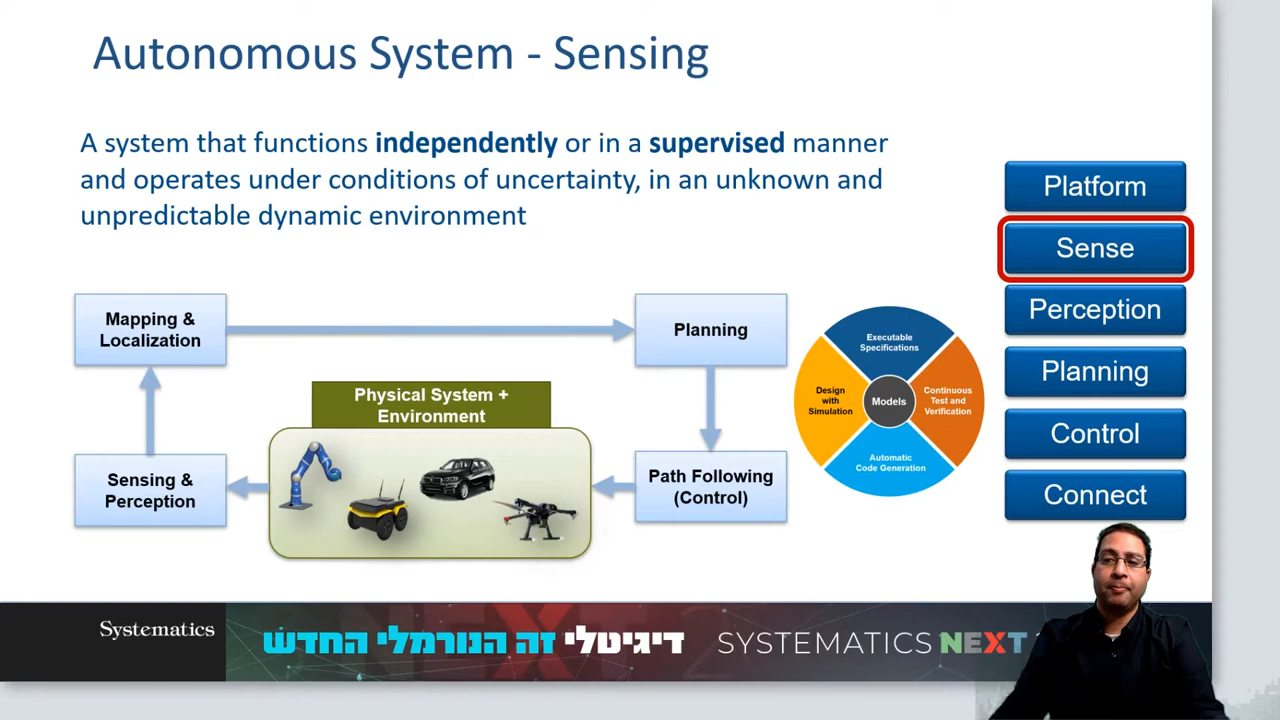 Autonomous System - Sensing
A system that functions independently or in a supervised manner
and operates under conditions of uncertainty, in an unknown and
unpredictable dynamic environment
Platform
Sense
Perception
Planning
Control
Connect
Mapping &
Localization
Planning
Physical System +
Environment
Sensing &
Perception
Path Following
(Control)
Executable
Specifications
Design
with
Simulation
Models
Continuous
Test and
Verification
Automatic
Code Generation
Systematics
דיגיטלי זה הנורמלי החדש
SYSTEMATICS NEXT